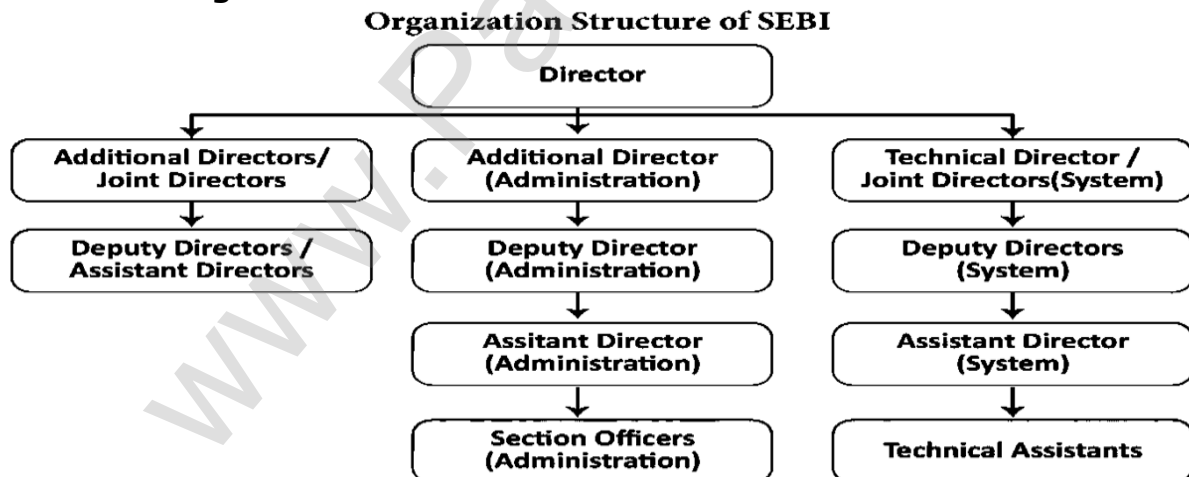 Organization Structure of SEBI
Director
Additional Directors/
Joint Directors
Additional Director
(Administration)
Technical Director /
Joint Directors(System)
Deputy Directors /
Assistant Directors
Deputy Director
(Administration)
Deputy Directors
(System)
Assitant Director
(Administration)
Assistant Director
(System)
Section Officers
(Administration)
Technical Assistants
www.Pa